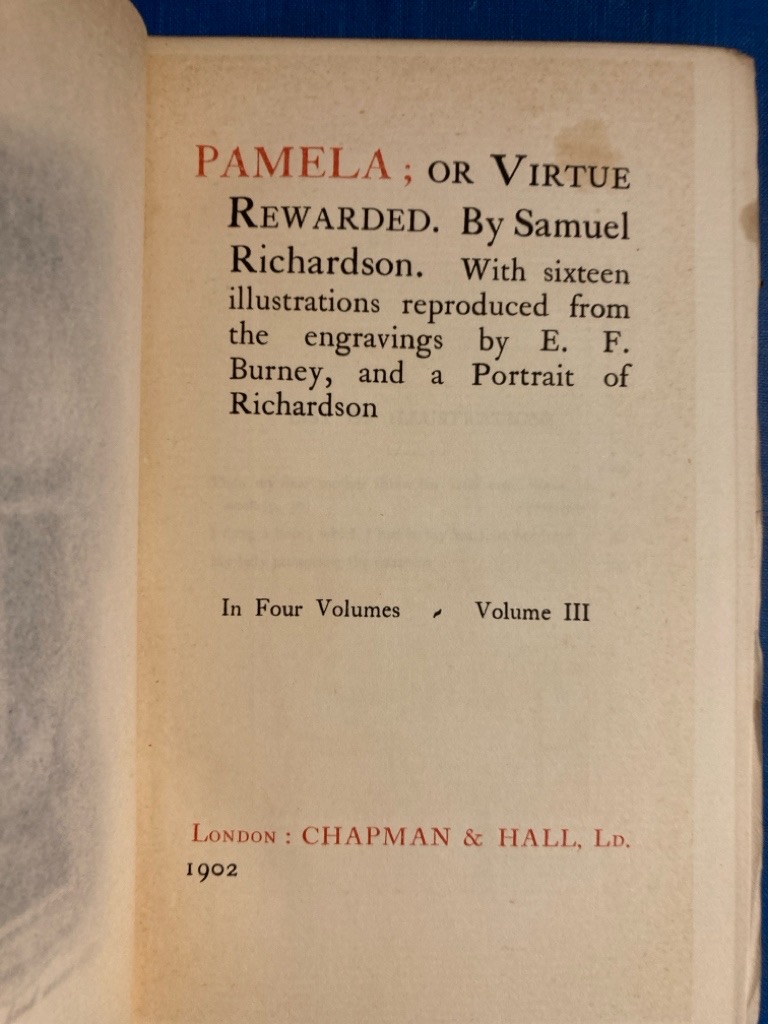 PAMELA ; OR VIRTUE
REWARDED. By Samuel
Richardson. With sixteen
illustrations reproduced from
the engravings by E. F.
Burney, and a Portrait of
Richardson
ILLUSTRATIONS
In Four Volumes - Volume III
LONDON : CHAPMAN & HALL, LD.
1902